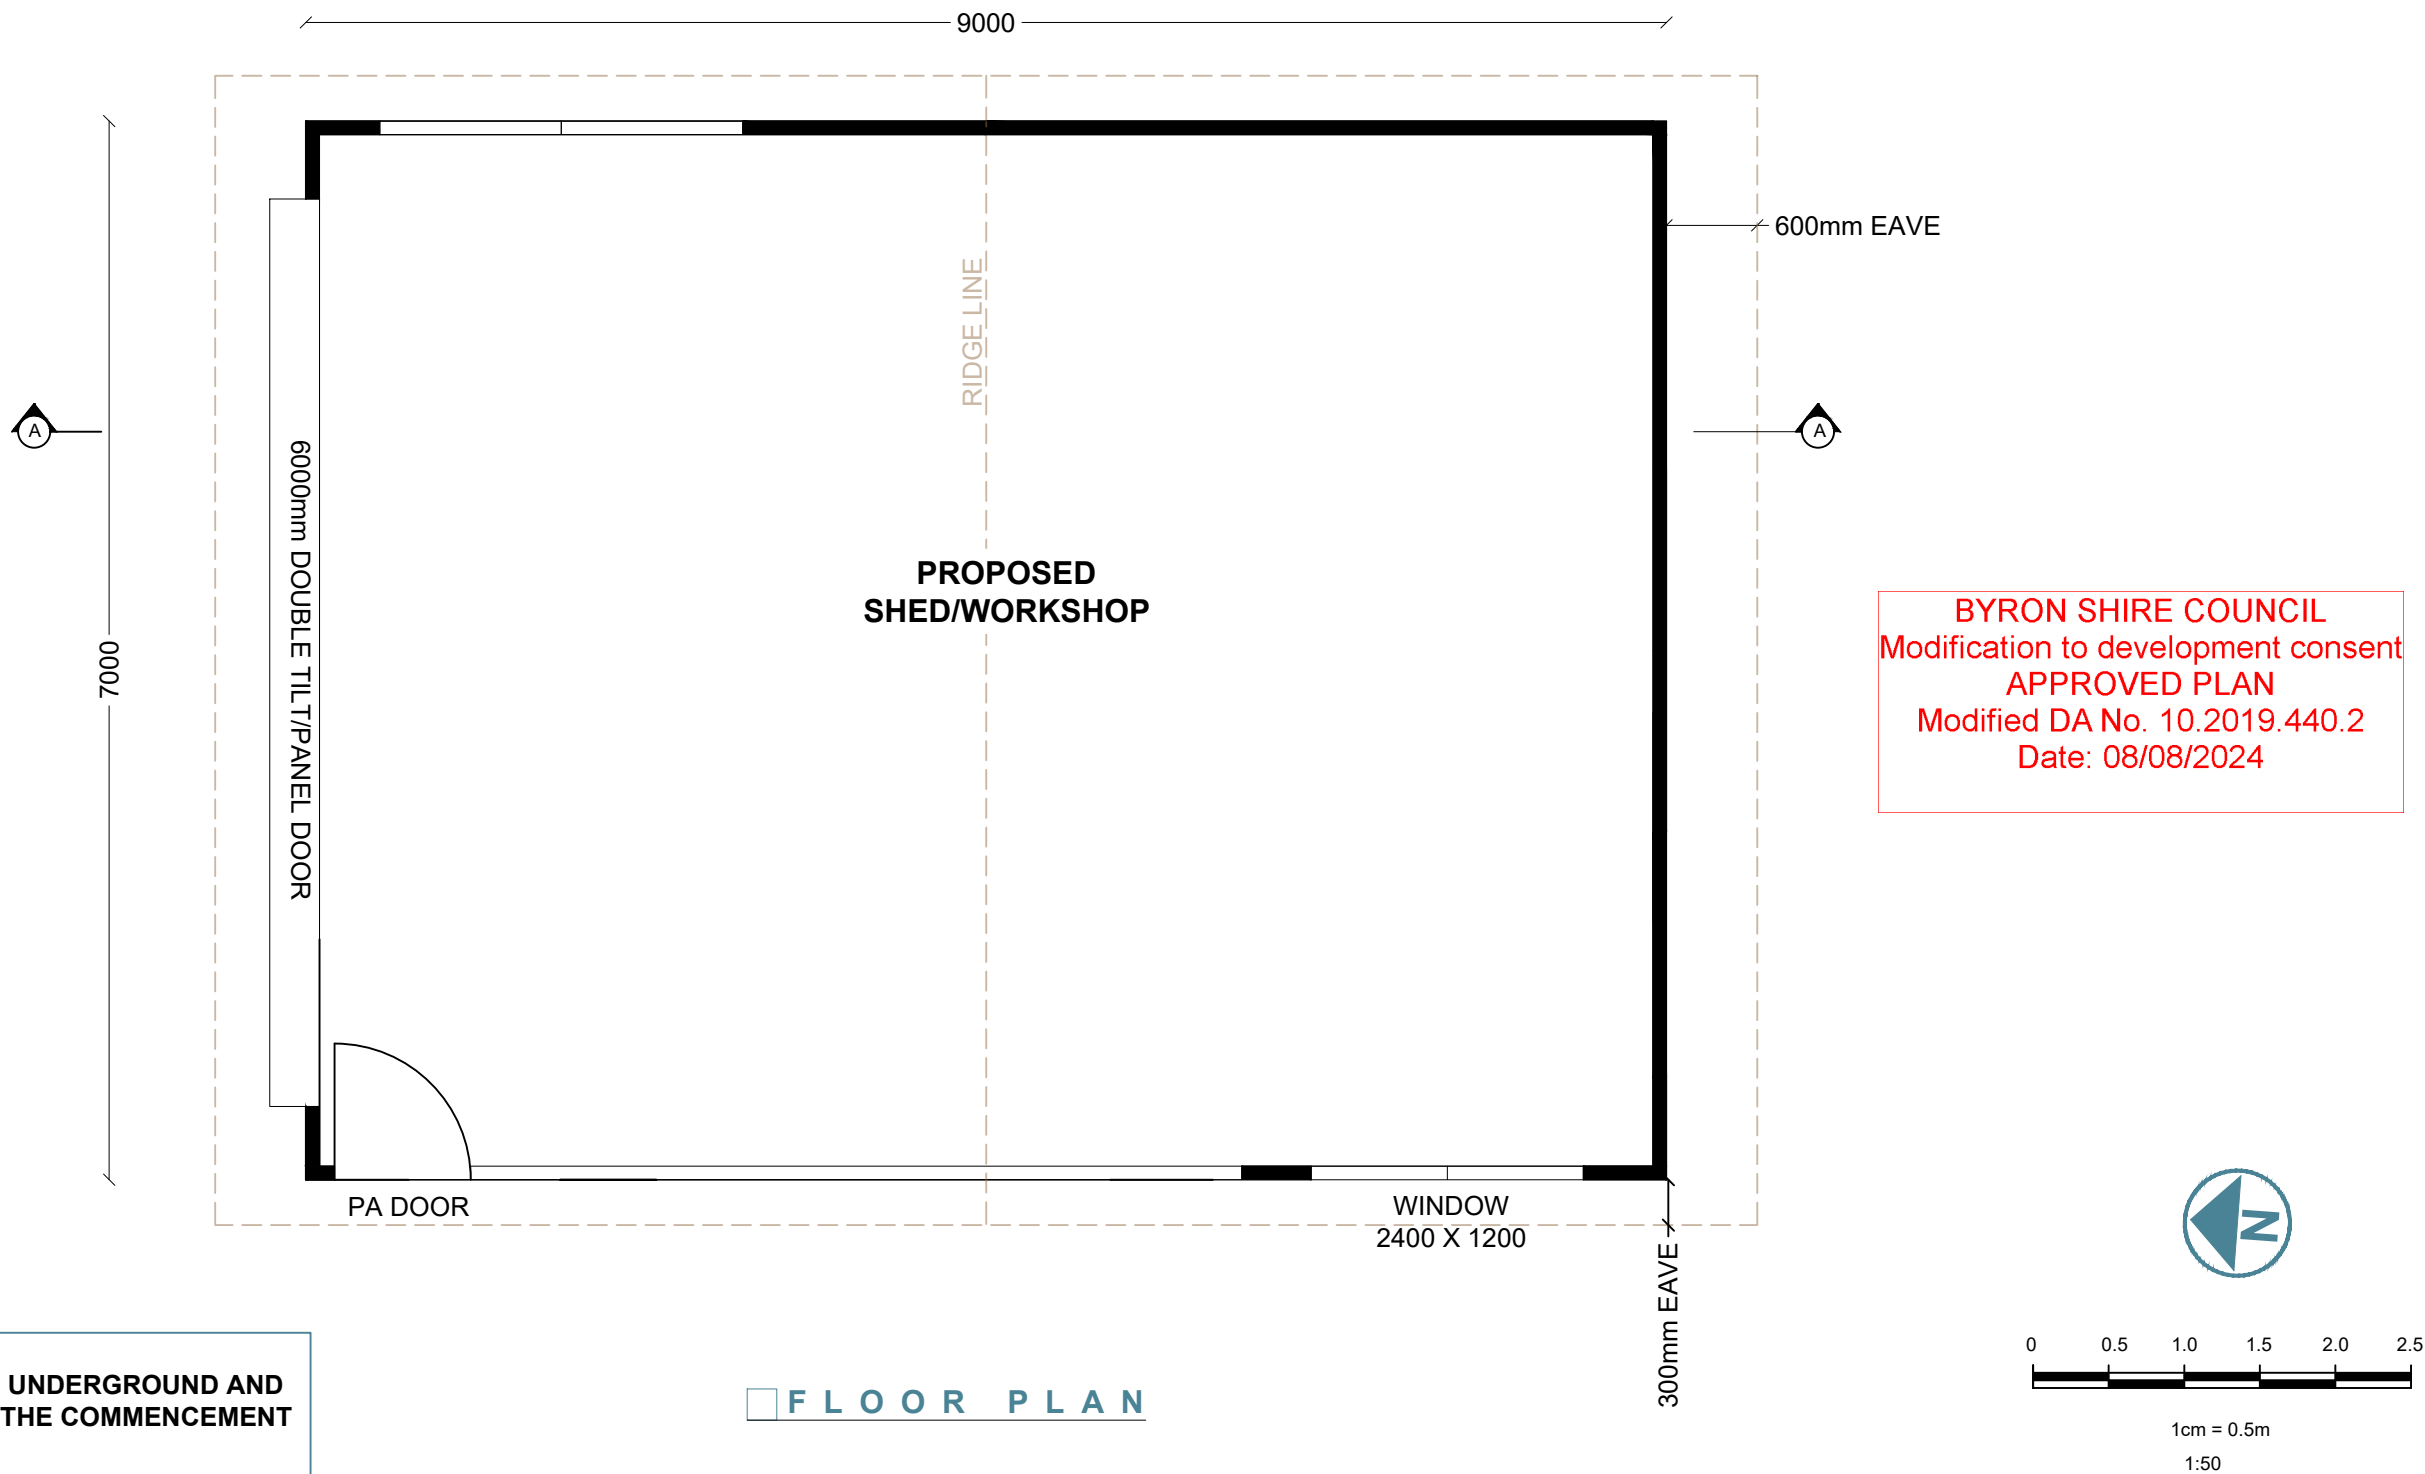 9000
600mm EAVE
RIDGE LINE
A
A
6000mm DOUBLE TILT/PANEL DOOR
7000
PROPOSED
SHED/WORKSHOP
BYRON SHIRE COUNCIL
Modification to development consent
APPROVED PLAN
Modified DA No. 10.2019.440.2
Date: 08/08/2024
PA DOOR
WINDOW
2400 X 1200
300mm EAVE
N
UNDERGROUND AND
THE COMMENCEMENT
FLOOR PLAN
0 0.5 1.0 1.5 2.0 2.5
1cm = 0.5m
1:50